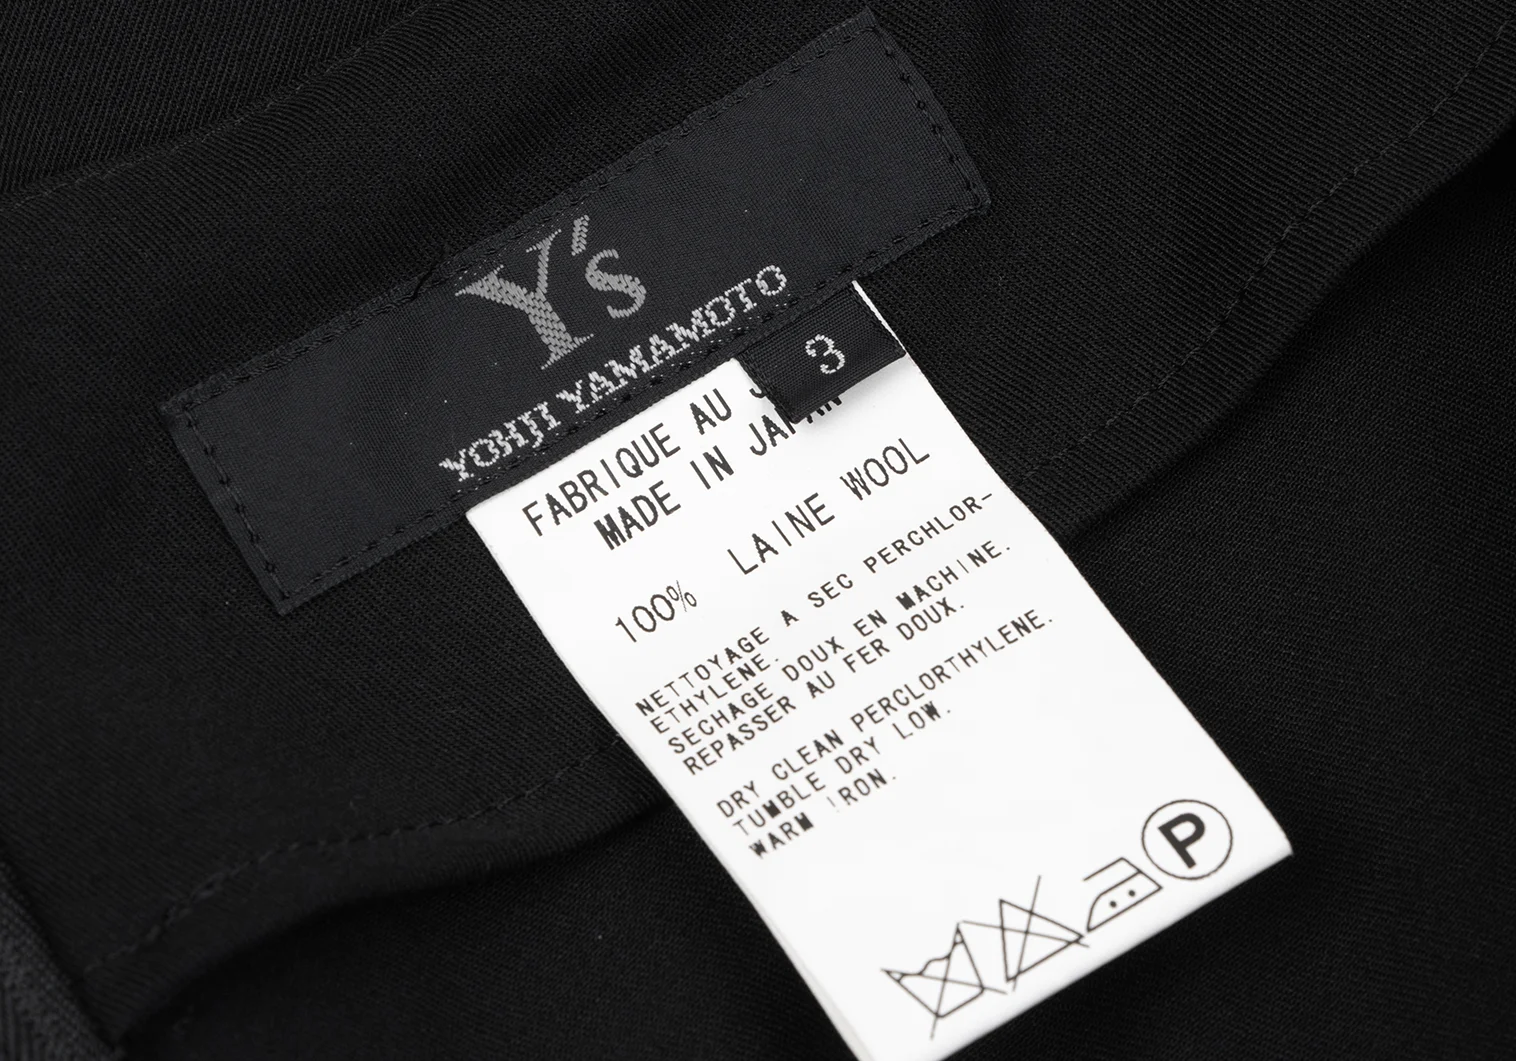 Y's
YOHJI YAMAMOTO
3
FABRIQUE AU
MADE IN JAPAN
100% LAINE WOOL
NETTOYAGE A SEC PERCHLOR-
ETHYLENE.
SECHAGE DOUX EN MACHINE.
REPASSER AU FER DOUX.
DRY CLEAN PERCLORTHYLENE.
TUMBLE DRY LOW.
WARM IRON.
P